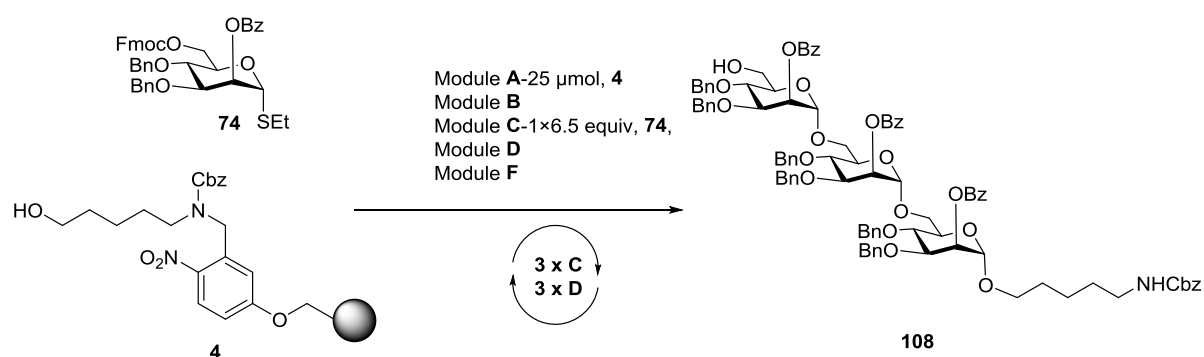 OBz
FmocO
O
BnO
BnO
74
SEt
Cbz
HO
N
O₂N
O
4
Module A-25 μmol, 4
Module B
Module C-1×6.5 equiv, 74,
Module D
Module F
3 x C
3 x D
OBz
HO
O
BnO
BnO
O
OBz
O
BnO
BnO
O
OBz
O
BnO
BnO
O
NHCbz
108